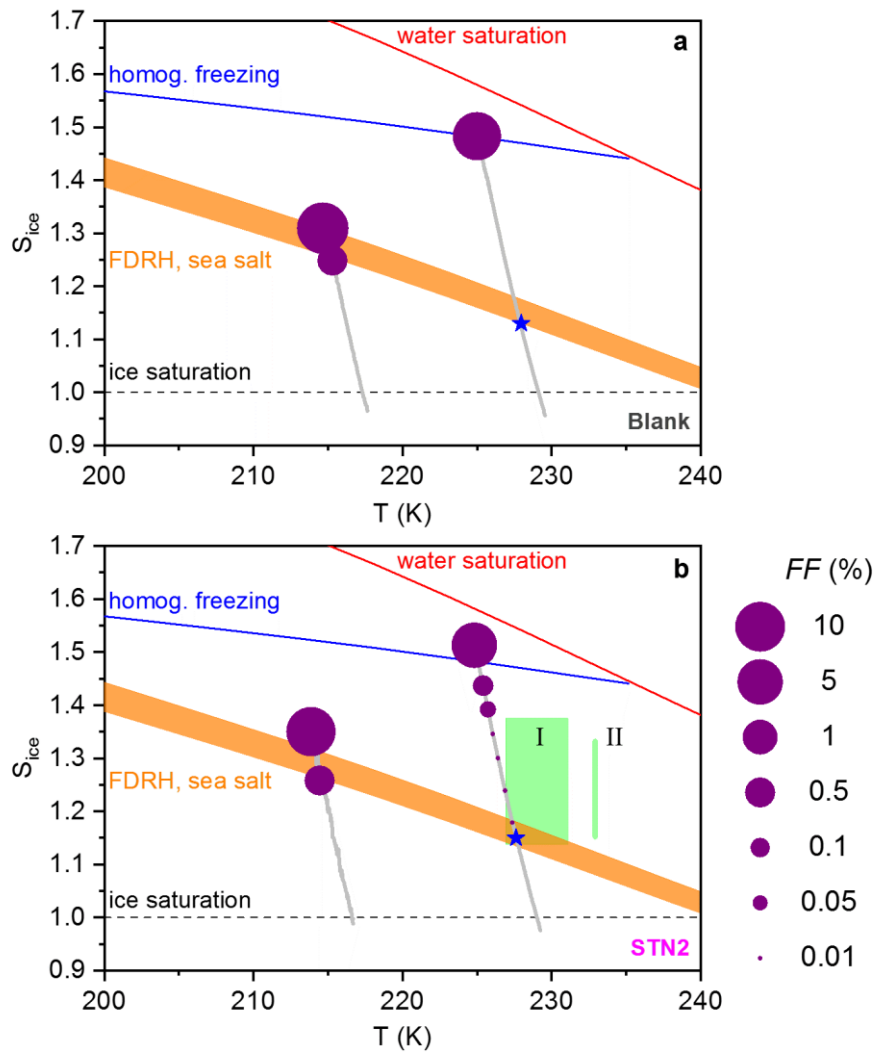 a
water saturation
homog. freezing
FDRH, sea salt
ice saturation
Blank
S_ice
1.7
1.6
1.5
1.4
1.3
1.2
1.1
1.0
0.9
200 210 220 230 240
T (K)
b
water saturation
homog. freezing
I II
FDRH, sea salt
ice saturation
STN2
S_ice
1.7
1.6
1.5
1.4
1.3
1.2
1.1
1.0
0.9
200 210 220 230 240
T (K)
FF (%)
10
5
1
0.5
0.1
0.05
0.01